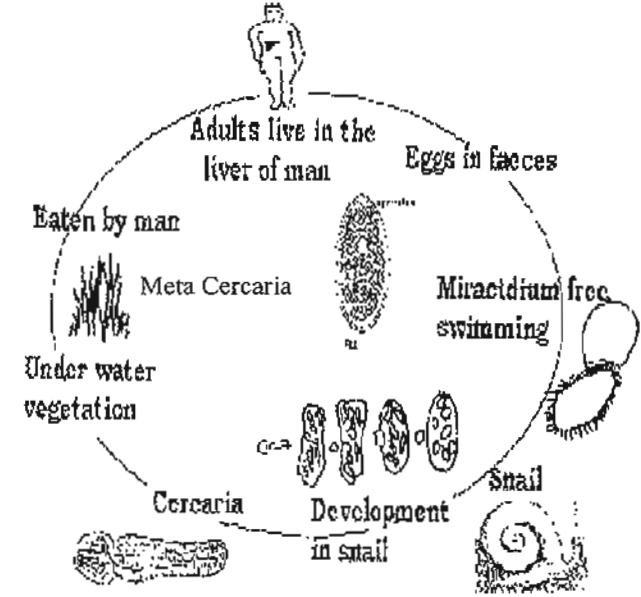 Adults live in the
liver of man
Eggs in faeces
Eaten by man
Meta Cercaria
Miractdium free
swimming
Under water
vegetation
Snail
Cercaria
Development
in snail